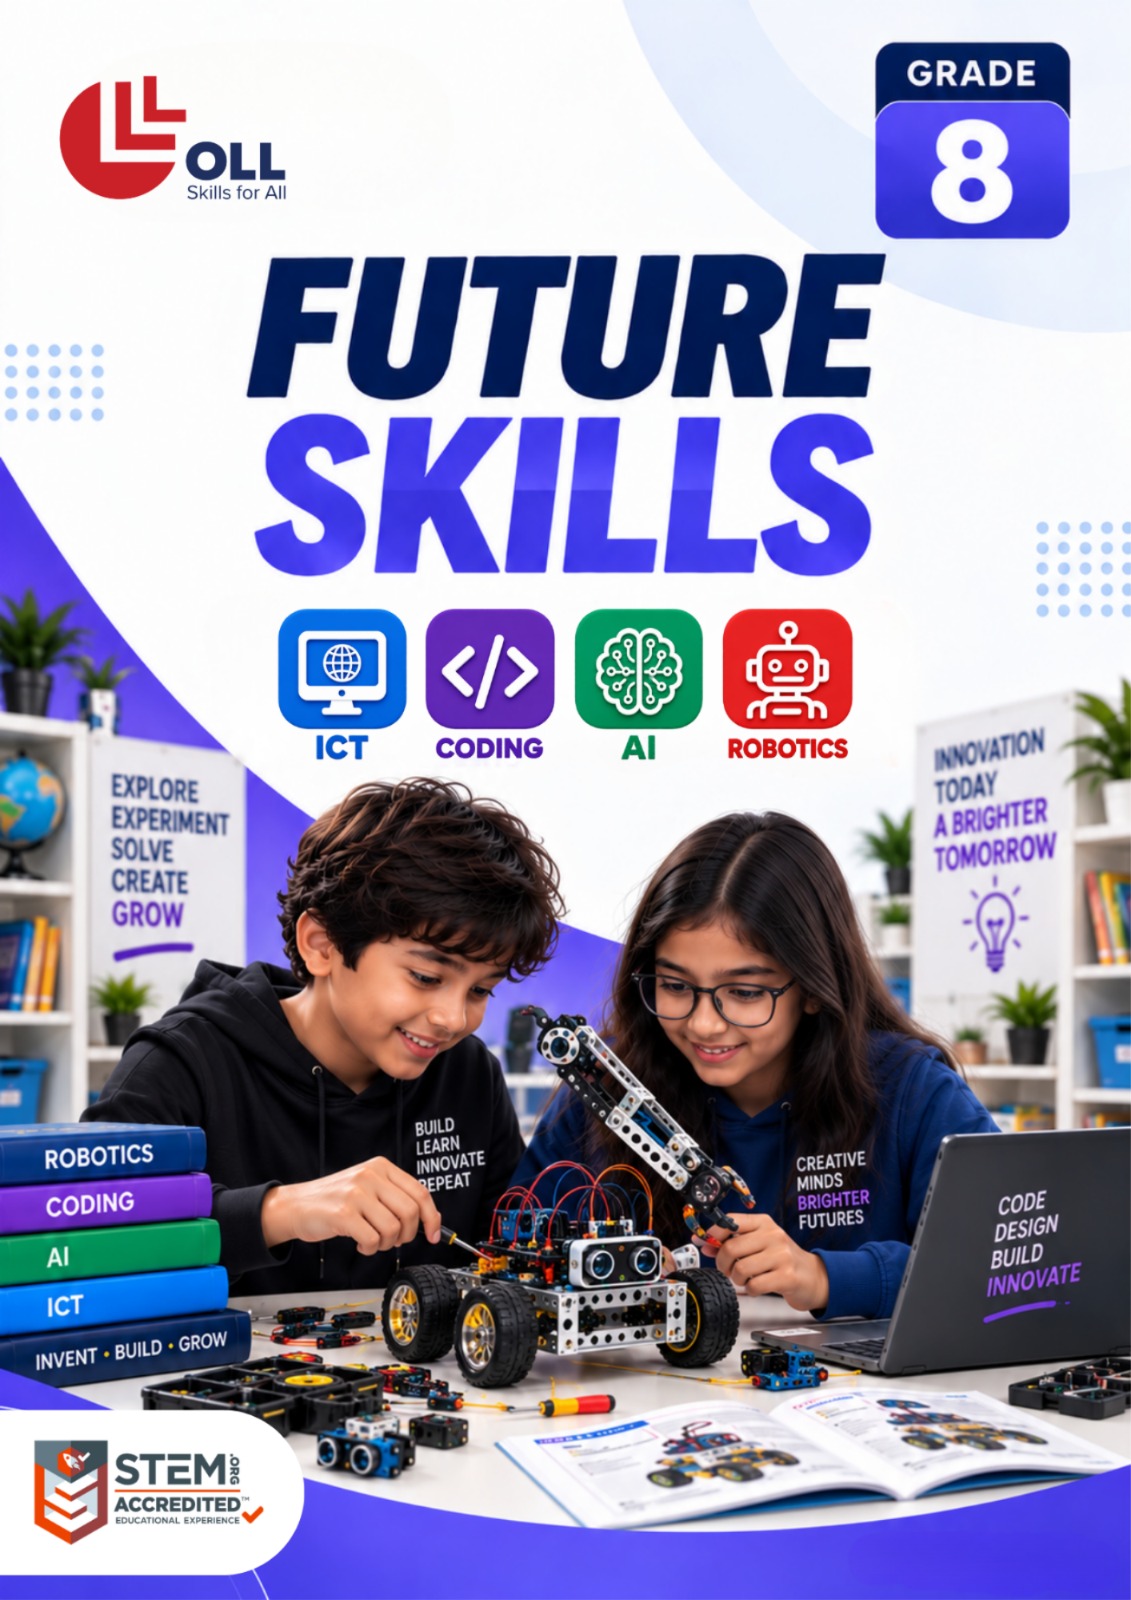 OLL
Skills for All
GRADE
8
FUTURE
SKILLS
ICT
CODING
AI
ROBOTICS
EXPLORE
EXPERIMENT
SOLVE
CREATE
GROW
INNOVATION
TODAY
A BRIGHTER
TOMORROW
BUILD
LEARN
INNOVATE
REPEAT
CREATIVE
MINDS
BRIGHTER
FUTURES
CODE
DESIGN
BUILD
INNOVATE
ROBOTICS
CODING
AI
ICT
INVENT • BUILD • GROW
STEM.ORG
ACCREDITED™
EDUCATIONAL EXPERIENCE